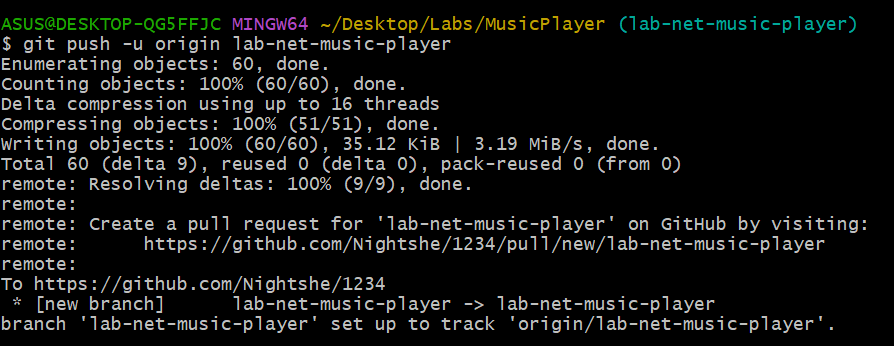 ASUS@DESKTOP-QG5FFJC MINGW64 ~/Desktop/Labs/MusicPlayer (lab-net-music-player)
$ git push -u origin lab-net-music-player
Enumerating objects: 60, done.
Counting objects: 100% (60/60), done.
Delta compression using up to 16 threads
Compressing objects: 100% (51/51), done.
Writing objects: 100% (60/60), 35.12 KiB | 3.19 MiB/s, done.
Total 60 (delta 9), reused 0 (delta 0), pack-reused 0 (from 0)
remote: Resolving deltas: 100% (9/9), done.
remote:
remote: Create a pull request for 'lab-net-music-player' on GitHub by visiting:
remote:      https://github.com/Nightshe/1234/pull/new/lab-net-music-player
remote:
To https://github.com/Nightshe/1234
 * [new branch]      lab-net-music-player -> lab-net-music-player
branch 'lab-net-music-player' set up to track 'origin/lab-net-music-player'.